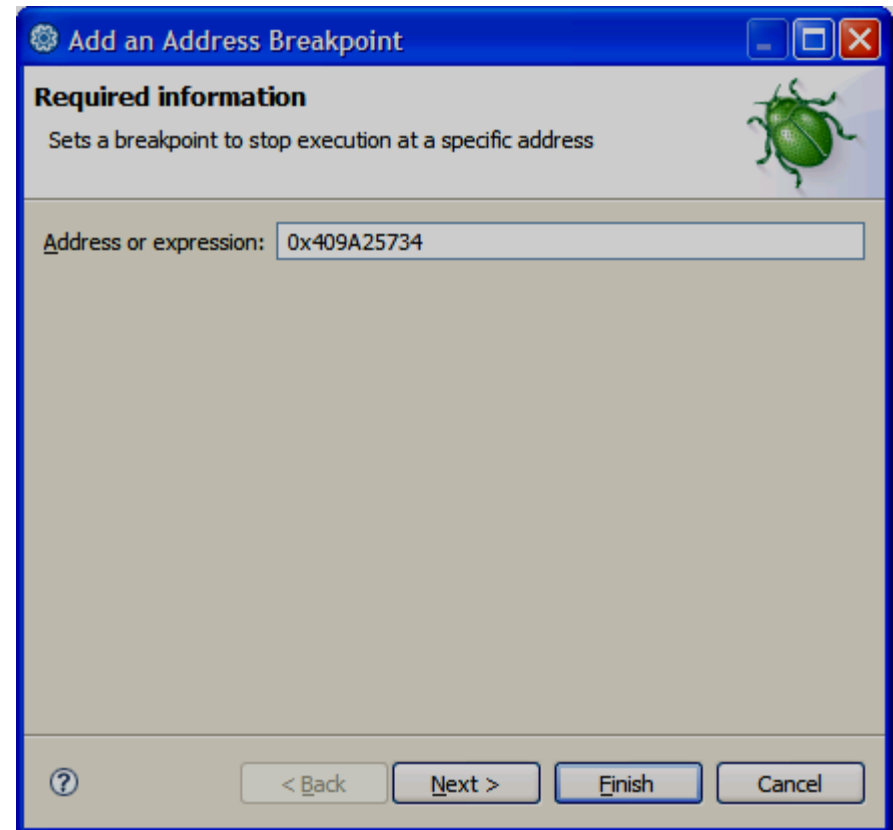 Add an Address Breakpoint
Required information
Sets a breakpoint to stop execution at a specific address
Address or expression: 0x409A25734
? < Back Next > Finish Cancel